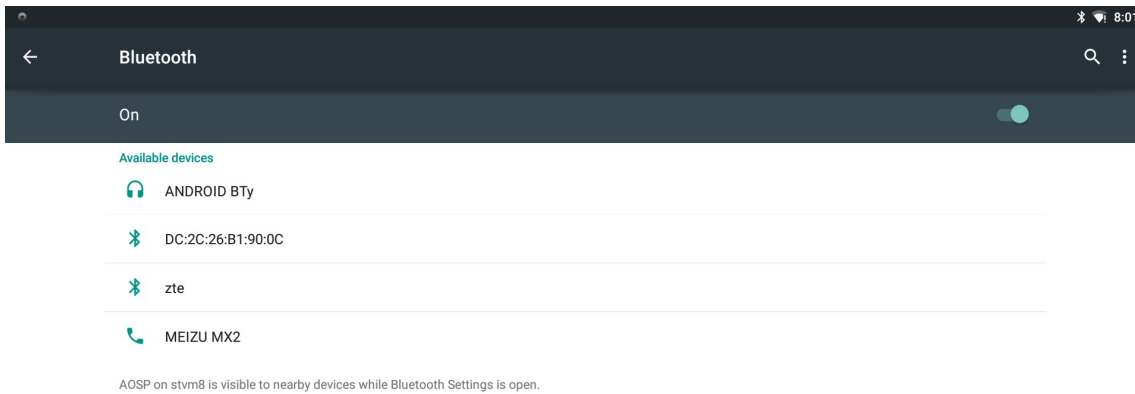 8:01
Bluetooth
On
Available devices
ANDROID BTy
DC:2C:26:B1:90:0C
zte
MEIZU MX2
AOSP on stvm8 is visible to nearby devices while Bluetooth Settings is open.